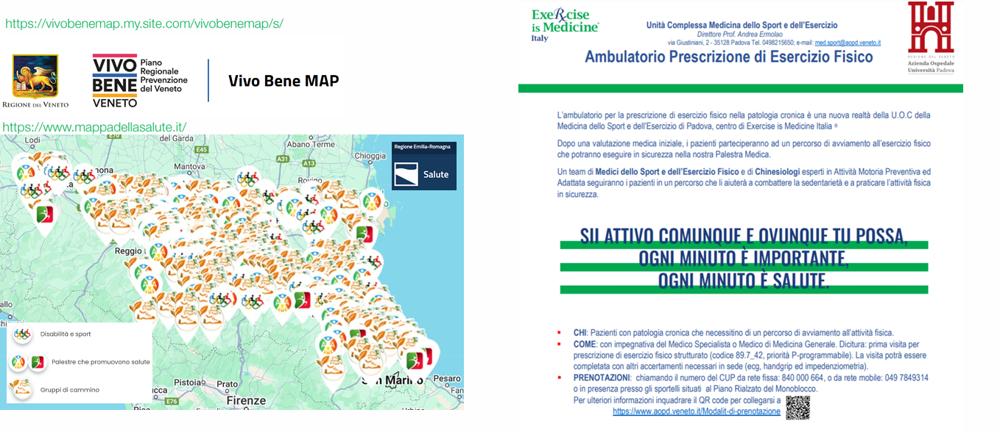 https://vivobenemap.my.site.com/vivobenemap/s/
REGIONE DEL VENETO
VIVO
BENE
VENETO
Piano
Regionale
Prevenzione
del Veneto
Vivo Bene MAP
https://www.mappadellasalute.it/
Lodi
E70
del Garda
E45
Abano Terme
A31
A13
Chioggia
Mantova
Rovigo
Regione Emilia-Romagna
Salute
Reggio
Disabilità e sport
Palestre che promuovono salute
Gruppi di cammino
Pistoia
Prato
E76
Firenze
San Marino
Pesaro
Exercise
is Medicine®
Italy
Unità Complessa Medicina dello Sport e dell'Esercizio
Direttore Prof. Andrea Ermolao
via Giustiniani, 2 - 35128 Padova Tel. 0498215650; e-mail: med.sport@aopd.veneto.it
Ambulatorio Prescrizione di Esercizio Fisico
REGIONE DEL VENETO
Azienda Ospedale
Università Padova
L'ambulatorio per la prescrizione di esercizio fisico nella patologia cronica è una nuova realtà della U.O.C della
Medicina dello Sport e dell'Esercizio di Padova, centro di Exercise is Medicine Italia ®
Dopo una valutazione medica iniziale, i pazienti parteciperanno ad un percorso di avviamento all'esercizio fisico
che potranno eseguire in sicurezza nella nostra Palestra Medica.
Un team di Medici dello Sport e dell'Esercizio Fisico e di Chinesiologi esperti in Attività Motoria Preventiva ed
Adattata seguiranno i pazienti in un percorso che li aiuterà a combattere la sedentarietà e a praticare l'attività fisica
in sicurezza.
SII ATTIVO COMUNQUE E OVUNQUE TU POSSA,
OGNI MINUTO È IMPORTANTE,
OGNI MINUTO È SALUTE.
CHI: Pazienti con patologia cronica che necessitino di un percorso di avviamento all'attività fisica.
COME: con impegnativa del Medico Specialista o Medico di Medicina Generale. Dicitura: prima visita per
prescrizione di esercizio fisico strutturato (codice 89.7_42, priorità P-programmabile). La visita potrà essere
completata con altri accertamenti necessari in sede (ecg, handgrip ed impedenziometria).
PRENOTAZIONI: chiamando il numero del CUP da rete fissa: 840 000 664, o da rete mobile: 049 7849314
o in presenza presso gli sportelli situati al Piano Rialzato del Monoblocco.
Per ulteriori informazioni inquadrare il QR code per collegarsi a
https://www.aopd.veneto.it/Modalit-di-prenotazione